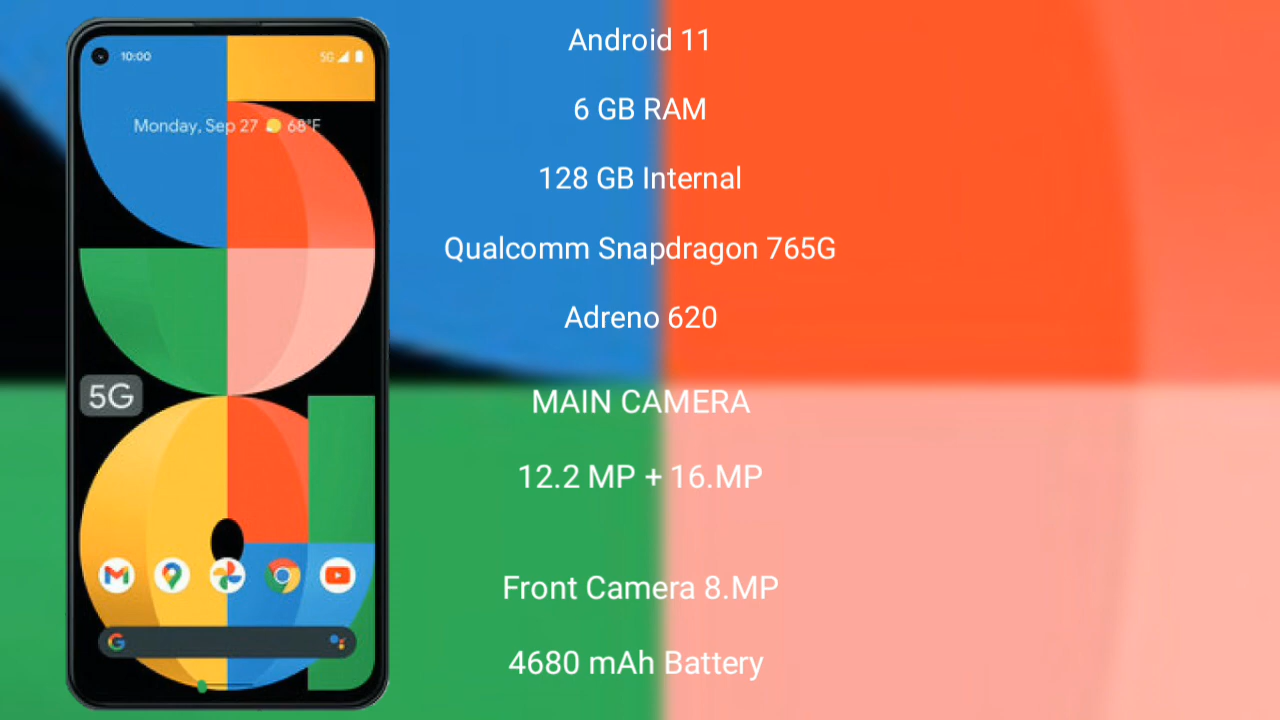 10:00
5G
Monday, Sep 27 68°F
5G
Android 11
6 GB RAM
128 GB Internal
Qualcomm Snapdragon 765G
Adreno 620
MAIN CAMERA
12.2 MP + 16.MP
Front Camera 8.MP
4680 mAh Battery